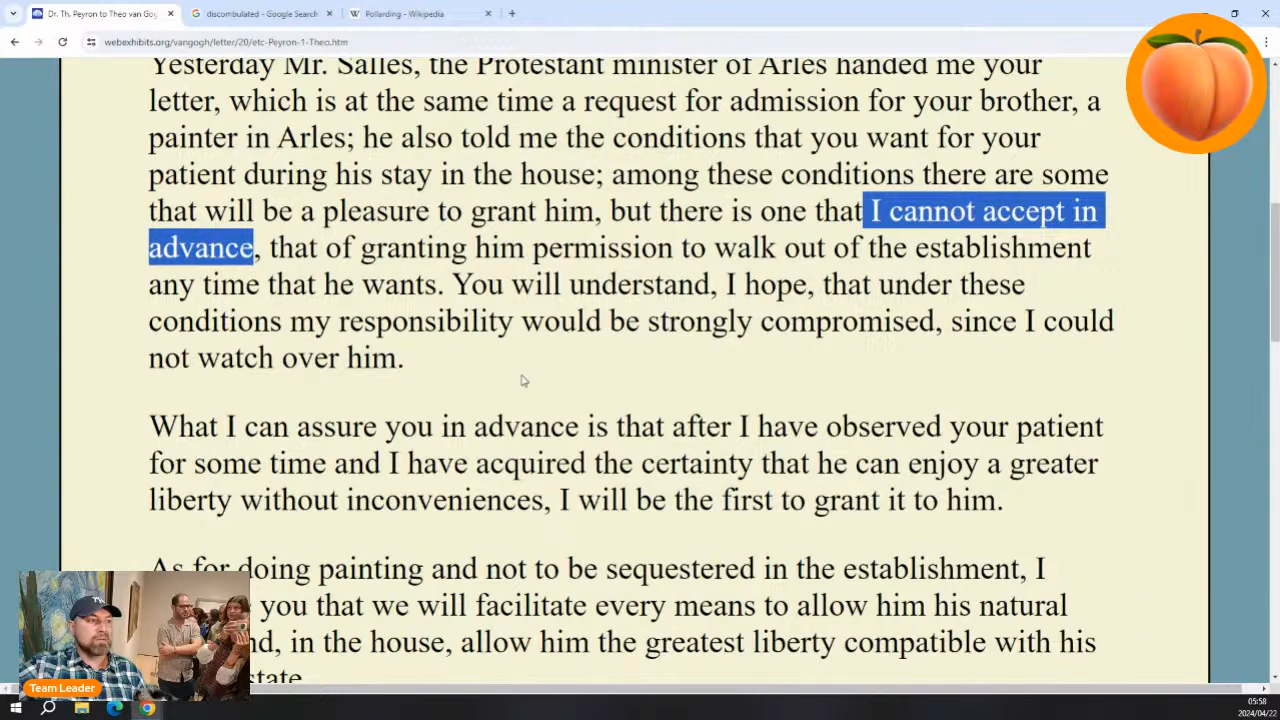 Dr. Th. Peyron to Theo van Gog
discombulated - Google Search
Pollarding - Wikipedia
webexhibits.org/vangogh/letter/20/etc-Peyron-1-Theo.htm
Yesterday Mr. Salles, the Protestant minister of Arles handed me your
letter, which is at the same time a request for admission for your brother, a
painter in Arles; he also told me the conditions that you want for your
patient during his stay in the house; among these conditions there are some
that will be a pleasure to grant him, but there is one that I cannot accept in
advance, that of granting him permission to walk out of the establishment
any time that he wants. You will understand, I hope, that under these
conditions my responsibility would be strongly compromised, since I could
not watch over him.
What I can assure you in advance is that after I have observed your patient
for some time and I have acquired the certainty that he can enjoy a greater
liberty without inconveniences, I will be the first to grant it to him.
As for doing painting and not to be sequestered in the establishment, I
you that we will facilitate every means to allow him his natural
nd, in the house, allow him the greatest liberty compatible with his
state.
Team Leader
05:58
2024/04/22